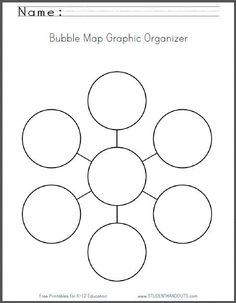 Name:
Bubble Map Graphic Organizer
Free Printables for K-12 Education
www.STUDENTHANDOUTS.com